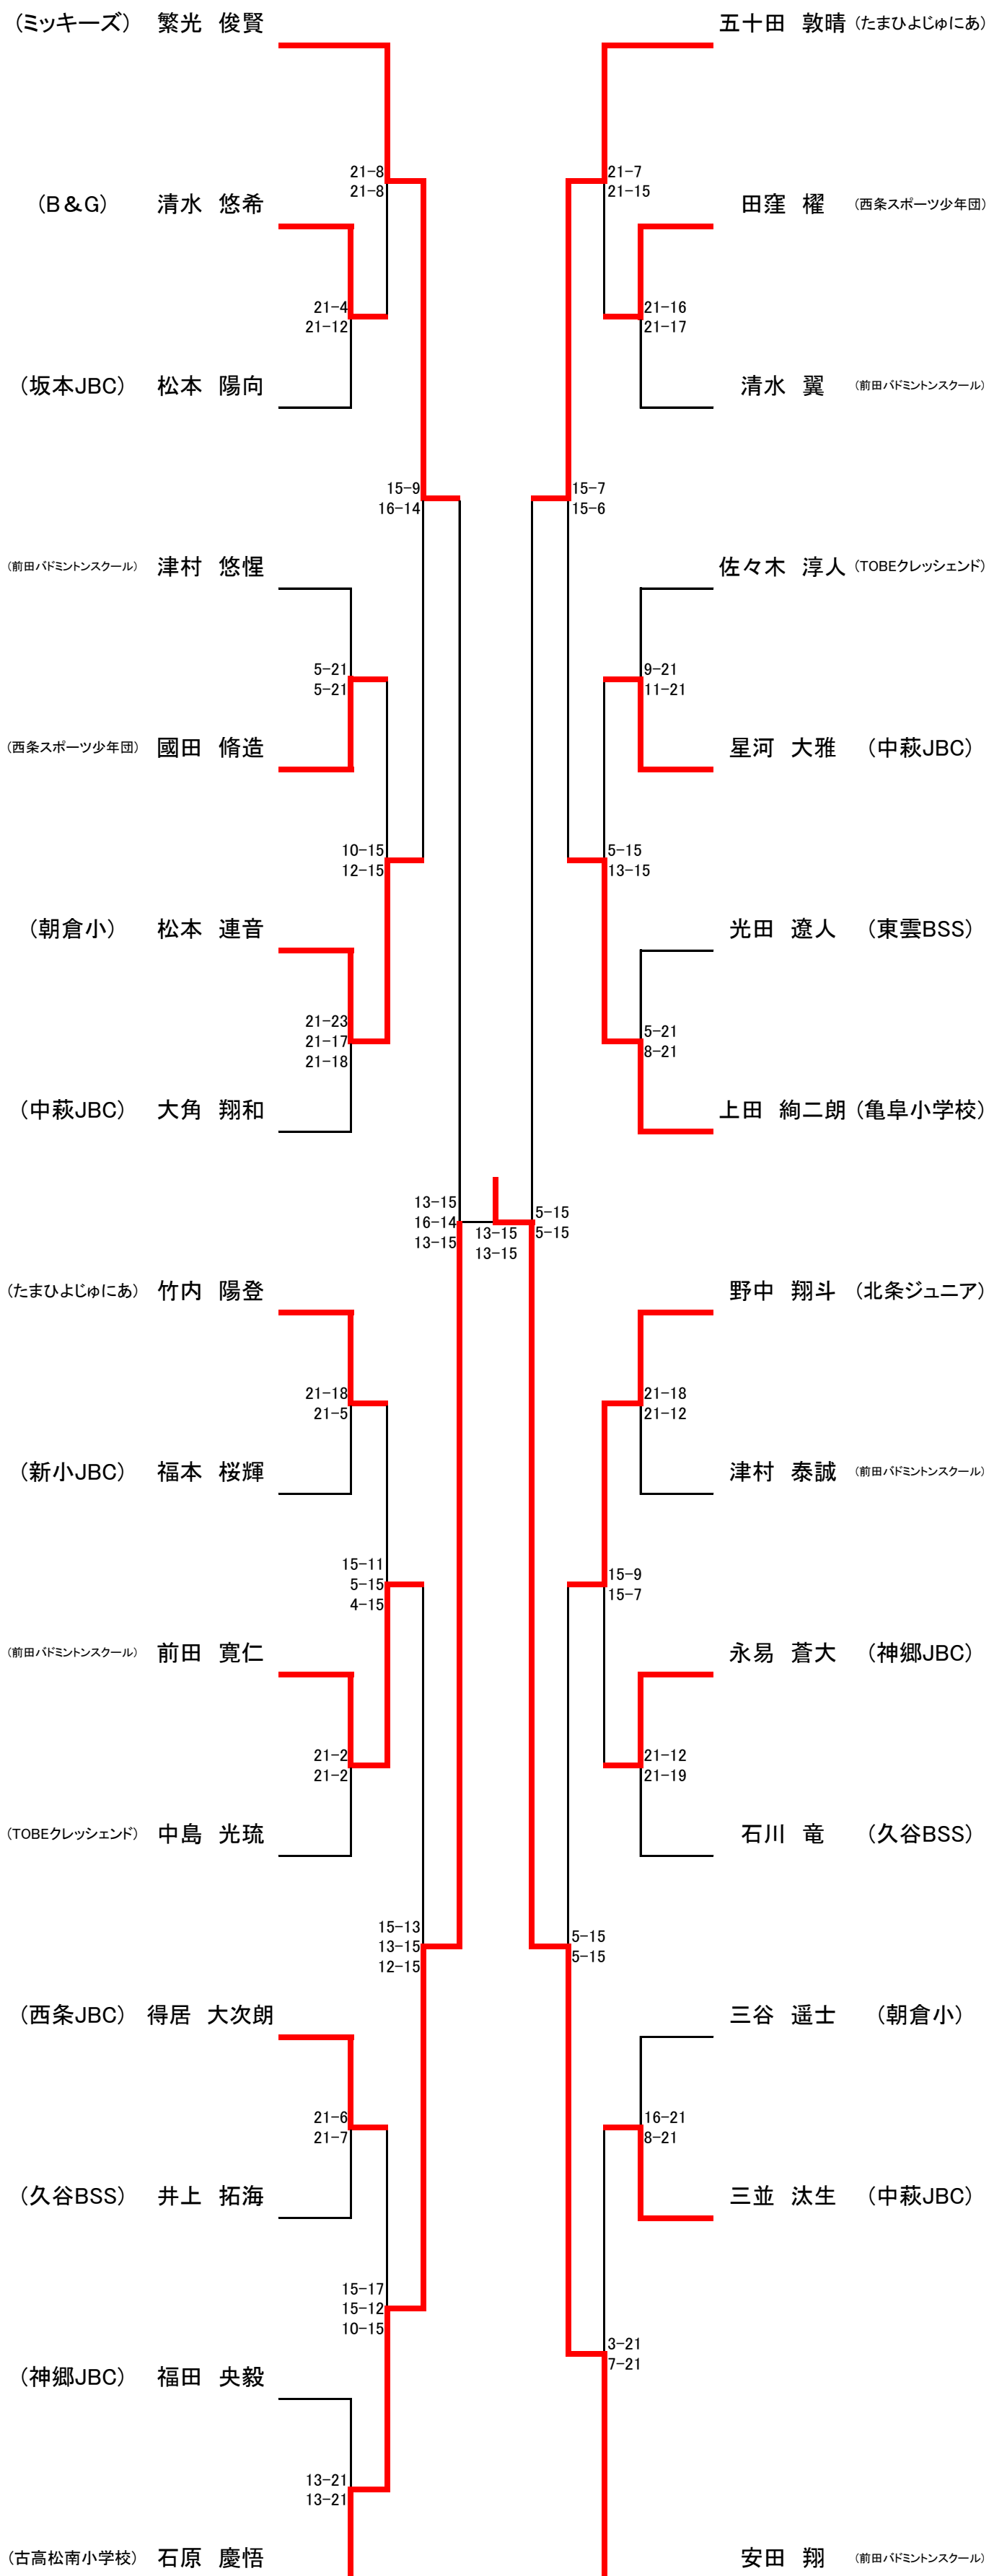 (ミッキーズ) 繁光 俊賢
五十田 敦晴 (たまひよじゅにあ)
21-8
21-8
21-7
21-15
(B&G) 清水 悠希
田窪 櫂 (西条スポーツ少年団)
21-4
21-12
21-16
21-17
(坂本JBC) 松本 陽向
清水 翼 (前田バドミントンスクール)
15-9
16-14
15-7
15-6
(前田バドミントンスクール) 津村 悠惺
佐々木 淳人 (TOBEクレッシェンド)
5-21
5-21
9-21
11-21
(西条スポーツ少年団) 國田 脩造
星河 大雅 (中萩JBC)
10-15
12-15
5-15
13-15
(朝倉小) 松本 連音
光田 遼人 (東雲BSS)
21-23
21-17
21-18
5-21
8-21
(中萩JBC) 大角 翔和
上田 絢二朗 (亀阜小学校)
13-15
16-14
13-15
13-15
13-15
5-15
5-15
(たまひよじゅにあ) 竹内 陽登
野中 翔斗 (北条ジュニア)
21-18
21-5
21-18
21-12
(新小JBC) 福本 桜輝
津村 泰誠 (前田バドミントンスクール)
15-11
5-15
4-15
15-9
15-7
(前田バドミントンスクール) 前田 寛仁
永易 蒼大 (神郷JBC)
21-2
21-2
21-12
21-19
(TOBEクレッシェンド) 中島 光琉
石川 竜 (久谷BSS)
15-13
13-15
12-15
5-15
5-15
(西条JBC) 得居 大次朗
三谷 遥士 (朝倉小)
21-6
21-7
16-21
8-21
(久谷BSS) 井上 拓海
三並 汰生 (中萩JBC)
15-17
15-12
10-15
3-21
7-21
(神郷JBC) 福田 央毅
13-21
13-21
(古高松南小学校) 石原 慶悟
安田 翔 (前田バドミントンスクール)